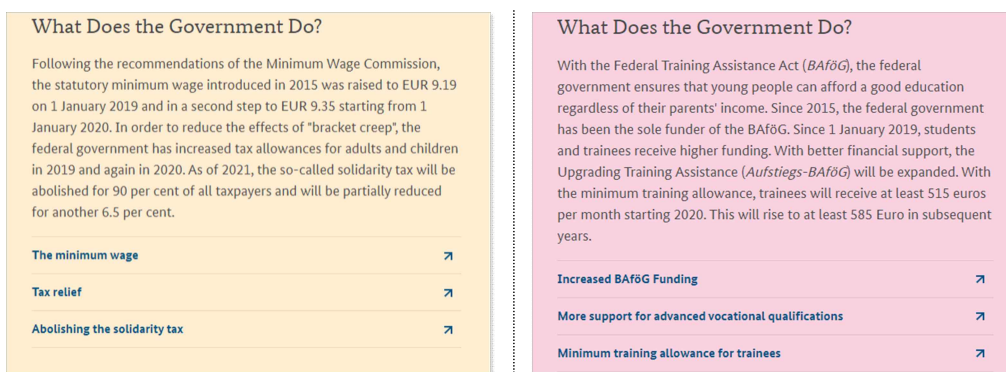 What Does the Government Do?
Following the recommendations of the Minimum Wage Commission,
the statutory minimum wage introduced in 2015 was raised to EUR 9.19
on 1 January 2019 and in a second step to EUR 9.35 starting from 1
January 2020. In order to reduce the effects of "bracket creep", the
federal government has increased tax allowances for adults and children
in 2019 and again in 2020. As of 2021, the so-called solidarity tax will be
abolished for 90 per cent of all taxpayers and will be partially reduced
for another 6.5 per cent.
The minimum wage
Tax relief
Abolishing the solidarity tax
What Does the Government Do?
With the Federal Training Assistance Act (BAföG), the federal
government ensures that young people can afford a good education
regardless of their parents' income. Since 2015, the federal government
has been the sole funder of the BAföG. Since 1 January 2019, students
and trainees receive higher funding. With better financial support, the
Upgrading Training Assistance (Aufstiegs-BAföG) will be expanded. With
the minimum training allowance, trainees will receive at least 515 euros
per month starting 2020. This will rise to at least 585 Euro in subsequent
years.
Increased BAföG Funding
More support for advanced vocational qualifications
Minimum training allowance for trainees